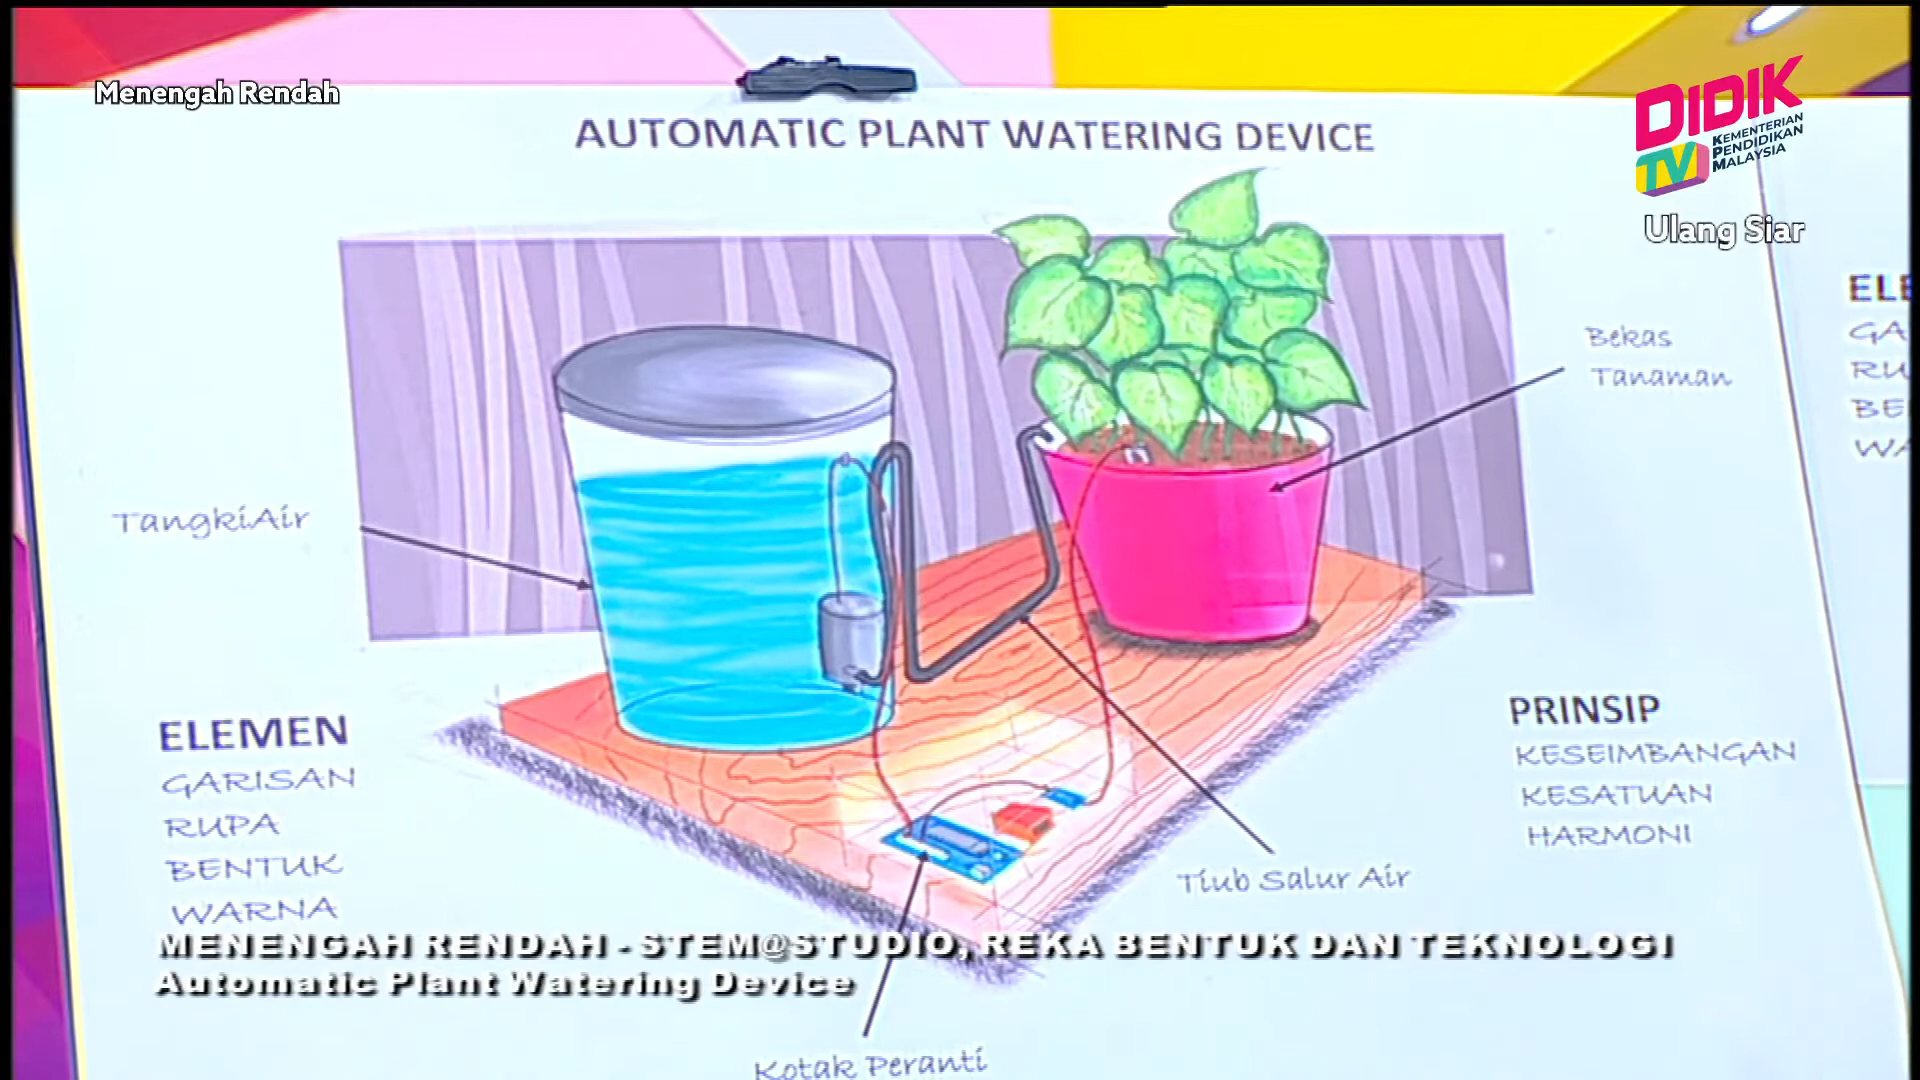 Menengah Rendah
DIDIK
TV
KEMENTERIAN
PENDIDIKAN
MALAYSIA
Ulang Siar
AUTOMATIC PLANT WATERING DEVICE
Bekas
Tanaman
TangkiAir
ELEMEN
GARISAN
RUPA
BENTUK
WARNA
PRINSIP
KESEIMBANGAN
KESATUAN
HARMONI
Tiub Salur Air
MENENGAH RENDAH - STEM@STUDIO, REKA BENTUK DAN TEKNOLOGI
Automatic Plant Watering Device
Kotak Peranti